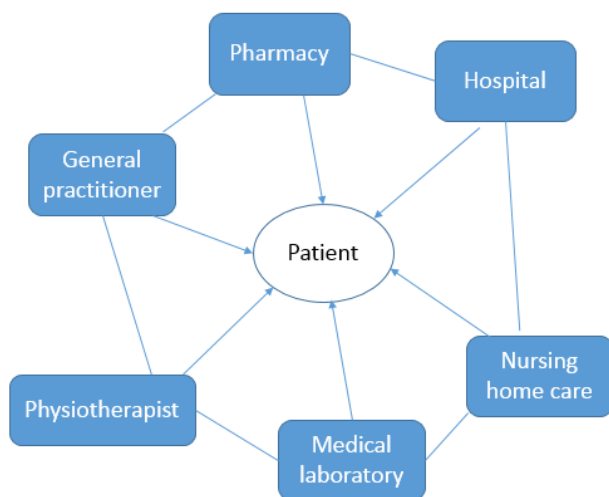 Pharmacy
Hospital
General
practitioner
Patient
Nursing
home care
Physiotherapist
Medical
laboratory